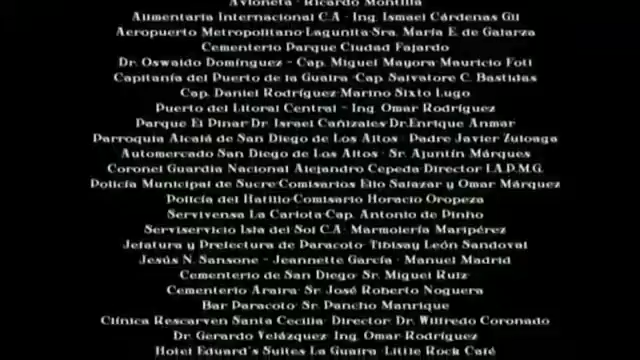 Avioneta - Ricardo Montilla
Alimentaria Internacional C.A - Ing. Ismael Cárdenas Gil
Aeropuerto Metropolitano-Lagunita-Sra. María E. de Galarza
Cementerio Parque Ciudad Fajardo
Dr. Oswaldo Domínguez - Cap. Miguel Mayora-Mauricio Foti
Capitanía del Puerto de la Guaira -Cap. Salvatore C. Bastidas
Cap. Daniel Rodríguez-Marino Sixto Lugo
Puerto del Litoral Central - Ing. Omar Rodríguez
Parque El Pinar-Dr. Israel Cañizales-Dr.Enrique Anmar
Parroquia Alcalá de San Diego de Los Altos - Padre Javier Zuloaga
Automercado San Diego de Los Altos - Sr. Ajuntin Márques
Coronel Guardia Nacional Alejandro Cepeda-Director I.A.P.M.G.
Policía Municipal de Sucre-Comisarios Elio Salazar y Omar Márquez
Policía del Hatillo-Comisario Horacio Oropeza
Servivensa La Carlota-Cap. Antonio de Pinho
Serviservicio Isla del Sol C.A- Marmolería Maripérez
Jefatura y Prefectura de Paracoto- Tibisay León Sandoval
Jesús N. Sansone - Jeannette García - Manuel Madrid
Cementerio de San Diego- Sr. Miguel Ruiz
Cementerio Araira- Sr José Roberto Noguera
Bar Paracoto- Sr. Pancho Manrique
Clínica Rescarven Santa Cecilia- Director- Dr. Wilfredo Coronado
Dr. Gerardo Velázquez- Ing. Omar Rodríguez-
Hotel Eduard's Suites La Guaira -Little Rock Café